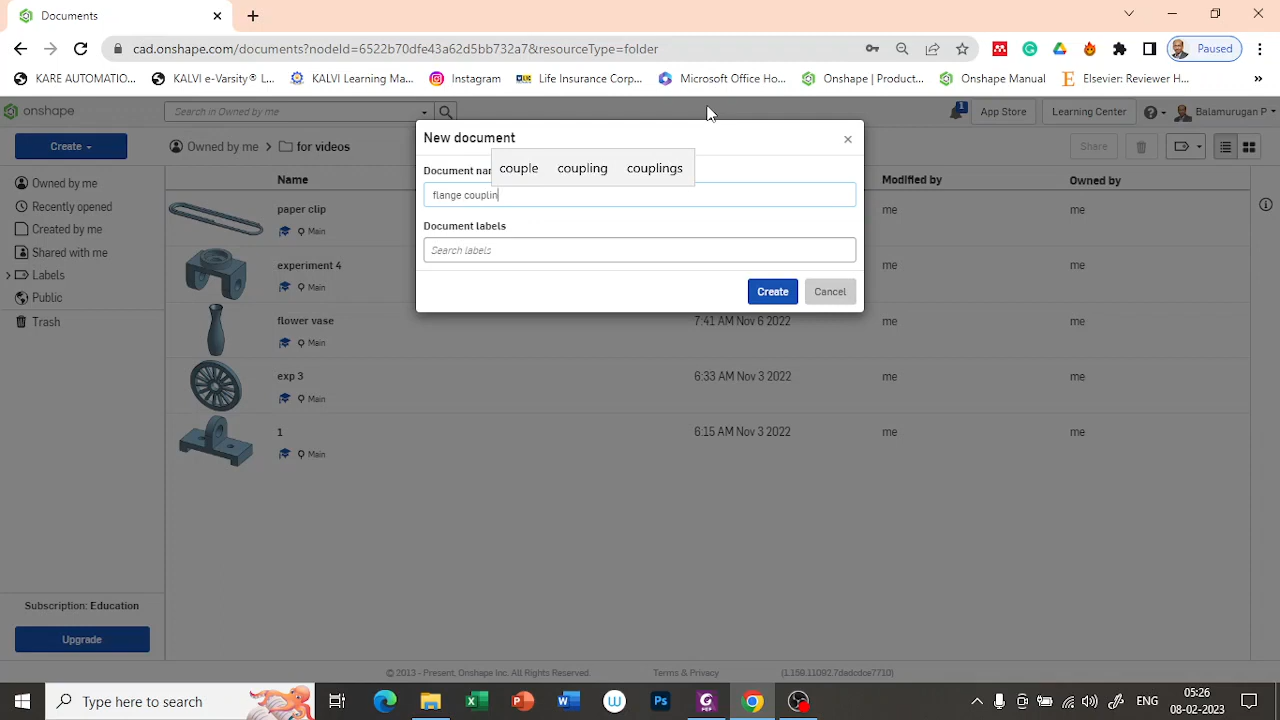 Documents
cad.onshape.com/documents?nodeId=6522b70dfe43a62d5bb732a7&resourceType=folder
Paused
KARE AUTOMATIO...
KALVI e-Varsity® L...
KALVI Learning Ma...
Instagram
Life Insurance Corp...
Microsoft Office Ho...
Onshape | Product...
Onshape Manual
Elsevier: Reviewer H...
»
onshape
Search in Owned by me
1
App Store
Learning Center
Balamurugan P
Create
Owned by me > for videos
Share
New document
Document nam
couple coupling couplings
flange couplin
Document labels
Search labels
Create
Cancel
Owned by me
Recently opened
Created by me
Shared with me
Labels
Public
Trash
Name
Modified by
Owned by
paper clip
Main
me
me
experiment 4
Main
me
me
flower vase
Main
7:41 AM Nov 6 2022
me
me
exp 3
Main
6:33 AM Nov 3 2022
me
me
1
Main
6:15 AM Nov 3 2022
me
me
Subscription: Education
Upgrade
© 2013 - Present, Onshape Inc. All Rights Reserved.
Terms & Privacy
(1.159.11092.7dadcdce7710)
Type here to search
ENG
05:26
08-02-2023